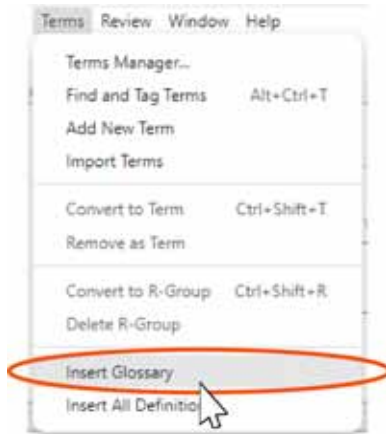 Terms Review Window Help
Terms Manager...
Find and Tag Terms Alt+Ctrl+T
Add New Term
Import Terms
Convert to Term Ctrl+Shift+T
Remove as Term
Convert to R-Group Ctrl+Shift+R
Delete R-Group
Insert Glossary
Insert All Definitio